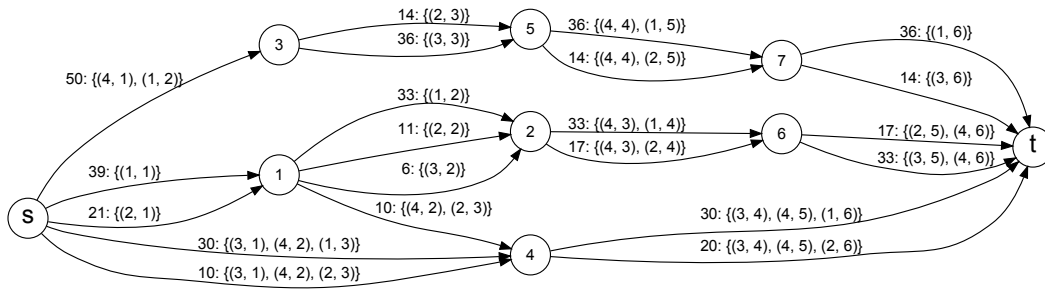 14: {(2, 3)}
36: {(3, 3)}
36: {(4, 4), (1, 5)}
14: {(4, 4), (2, 5)}
36: {(1, 6)}
14: {(3, 6)}
3
5
7
50: {(4, 1), (1, 2)}
33: {(1, 2)}
11: {(2, 2)}
6: {(3, 2)}
33: {(4, 3), (1, 4)}
17: {(4, 3), (2, 4)}
17: {(2, 5), (4, 6)}
33: {(3, 5), (4, 6)}
2
6
t
39: {(1, 1)}
21: {(2, 1)}
1
10: {(4, 2), (2, 3)}
s
30: {(3, 1), (4, 2), (1, 3)}
10: {(3, 1), (4, 2), (2, 3)}
4
30: {(3, 4), (4, 5), (1, 6)}
20: {(3, 4), (4, 5), (2, 6)}